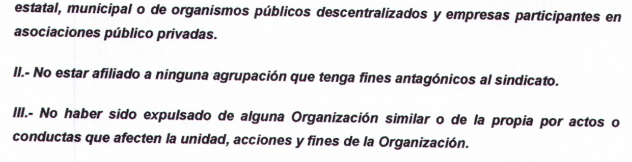 estatal, municipal o de organismos públicos descentralizados y empresas participantes en
asociaciones público privadas.
II.- No estar afiliado a ninguna agrupación que tenga fines antagónicos al sindicato.
III.- No haber sido expulsado de alguna Organización similar o de la propia por actos o
conductas que afecten la unidad, acciones y fines de la Organización.